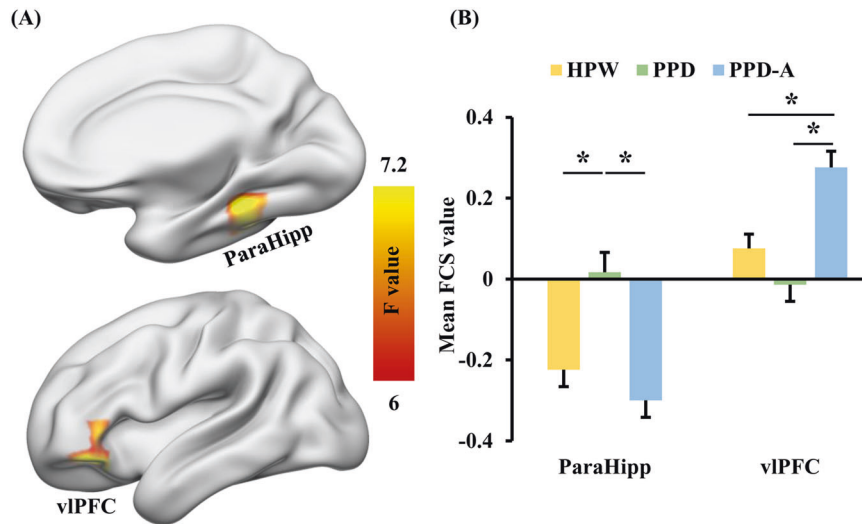 (A)
ParaHipp
vlPFC
7.2
F value
6
(B)
HPW PPD PPD-A
Mean FCS value
0.4
0.2
0
-0.2
-0.4
* * * *
ParaHipp vlPFC